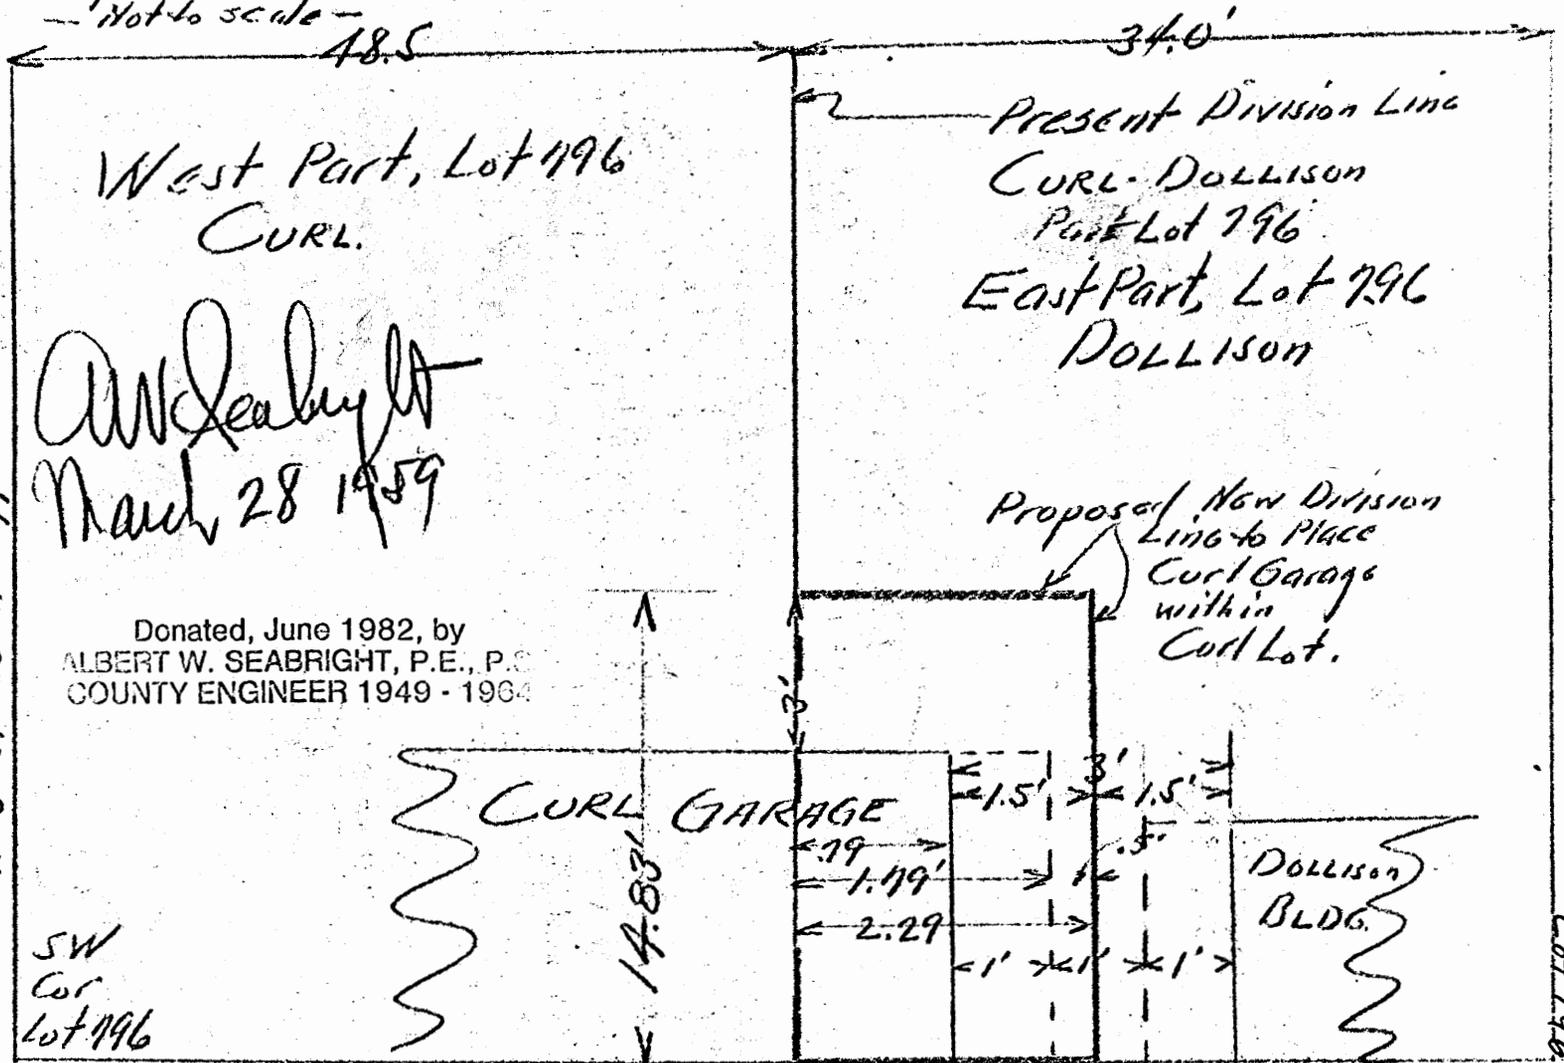 —Not to scale—
48.5
34.0'
Present Division Line
CURL-DOLLISON
Part Lot 796
West Part, Lot 796
CURL.
East Part, Lot 796
DOLLISON
AW Seabright
March 28 1959
Proposed New Division
Line to Place
Curl Garage
within
Curl Lot.
Donated, June 1982, by
ALBERT W. SEABRIGHT, P.E., P.S
COUNTY ENGINEER 1949 - 1964
3'
3'
1.5'
1.5'
CURL GARAGE
.79
.5'
1.79'
2.29
14.83'
DOLLISON
BLDG.
1'
1'
1'
SW
Cor
Lot 796